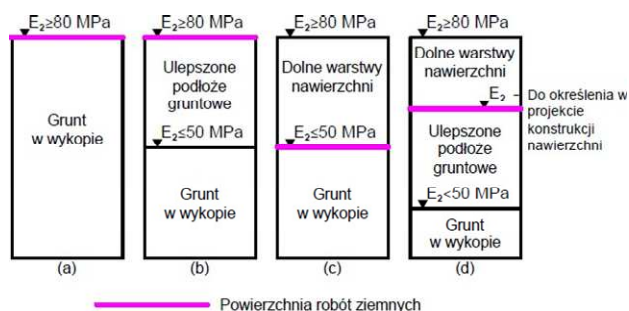 E₂≥80 MPa
Grunt
w wykopie
(a)
E₂≥80 MPa
Ulepszone
podłoże
gruntowe
E₂≤50 MPa
Grunt
w wykopie
(b)
E₂≥80 MPa
Dolne warstwy
nawierzchni
E₂≤50 MPa
Grunt
w wykopie
(c)
E₂≥80 MPa
Dolne warstwy
nawierzchni
E₂ - Do określenia w
projekcie
konstrukcji
nawierzchni
Ulepszone
podłoże
gruntowe
E₂<50 MPa
Grunt
w wykopie
(d)
Powierzchnia robót ziemnych